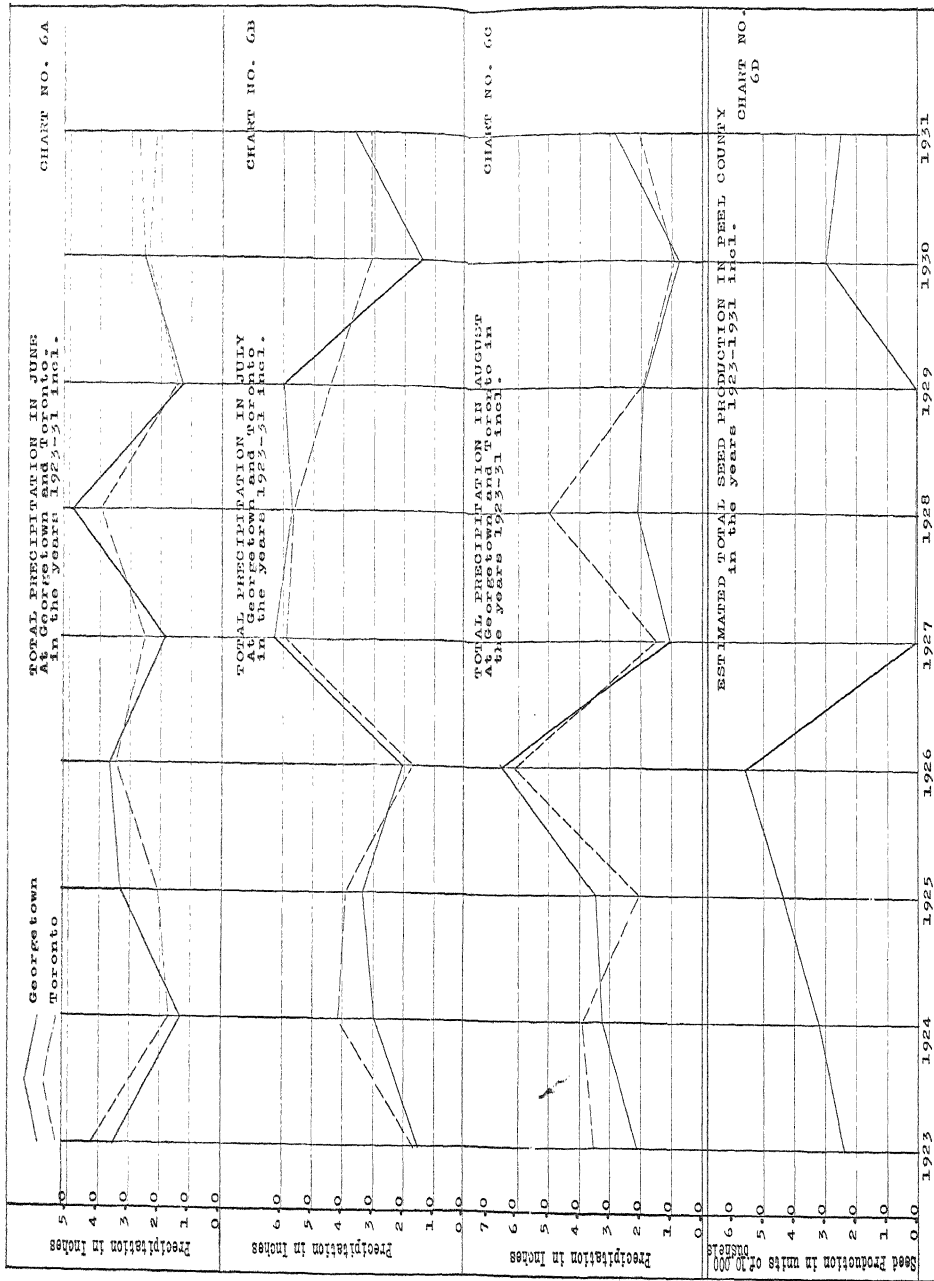 Georgetown
Toronto
TOTAL PRECIPITATION IN JUNE
At Georgetown and Toronto.
in the years 1923-31 incl.
CHART NO. 6A
Precipitation in Inches
5.0
4.0
3.0
2.0
1.0
0.0
TOTAL PRECIPITATION IN JULY
At Georgetown and Toronto
in the years 1923-31 incl.
CHART NO. 6B
Precipitation in Inches
6.0
5.0
4.0
3.0
2.0
1.0
0.0
TOTAL PRECIPITATION IN AUGUST
At Georgetown and Toronto in
the years 1923-31 incl.
CHART NO. 6C
Precipitation in Inches
7.0
6.0
5.0
4.0
3.0
2.0
1.0
0.0
ESTIMATED TOTAL SEED PRODUCTION IN PEEL COUNTY
in the years 1923-1931 incl.
CHART NO.
6D
Seed Production in units of 10,000
bushels
6.0
5.0
4.0
3.0
2.0
1.0
0.0
1923 1924 1925 1926 1927 1928 1929 1930 1931